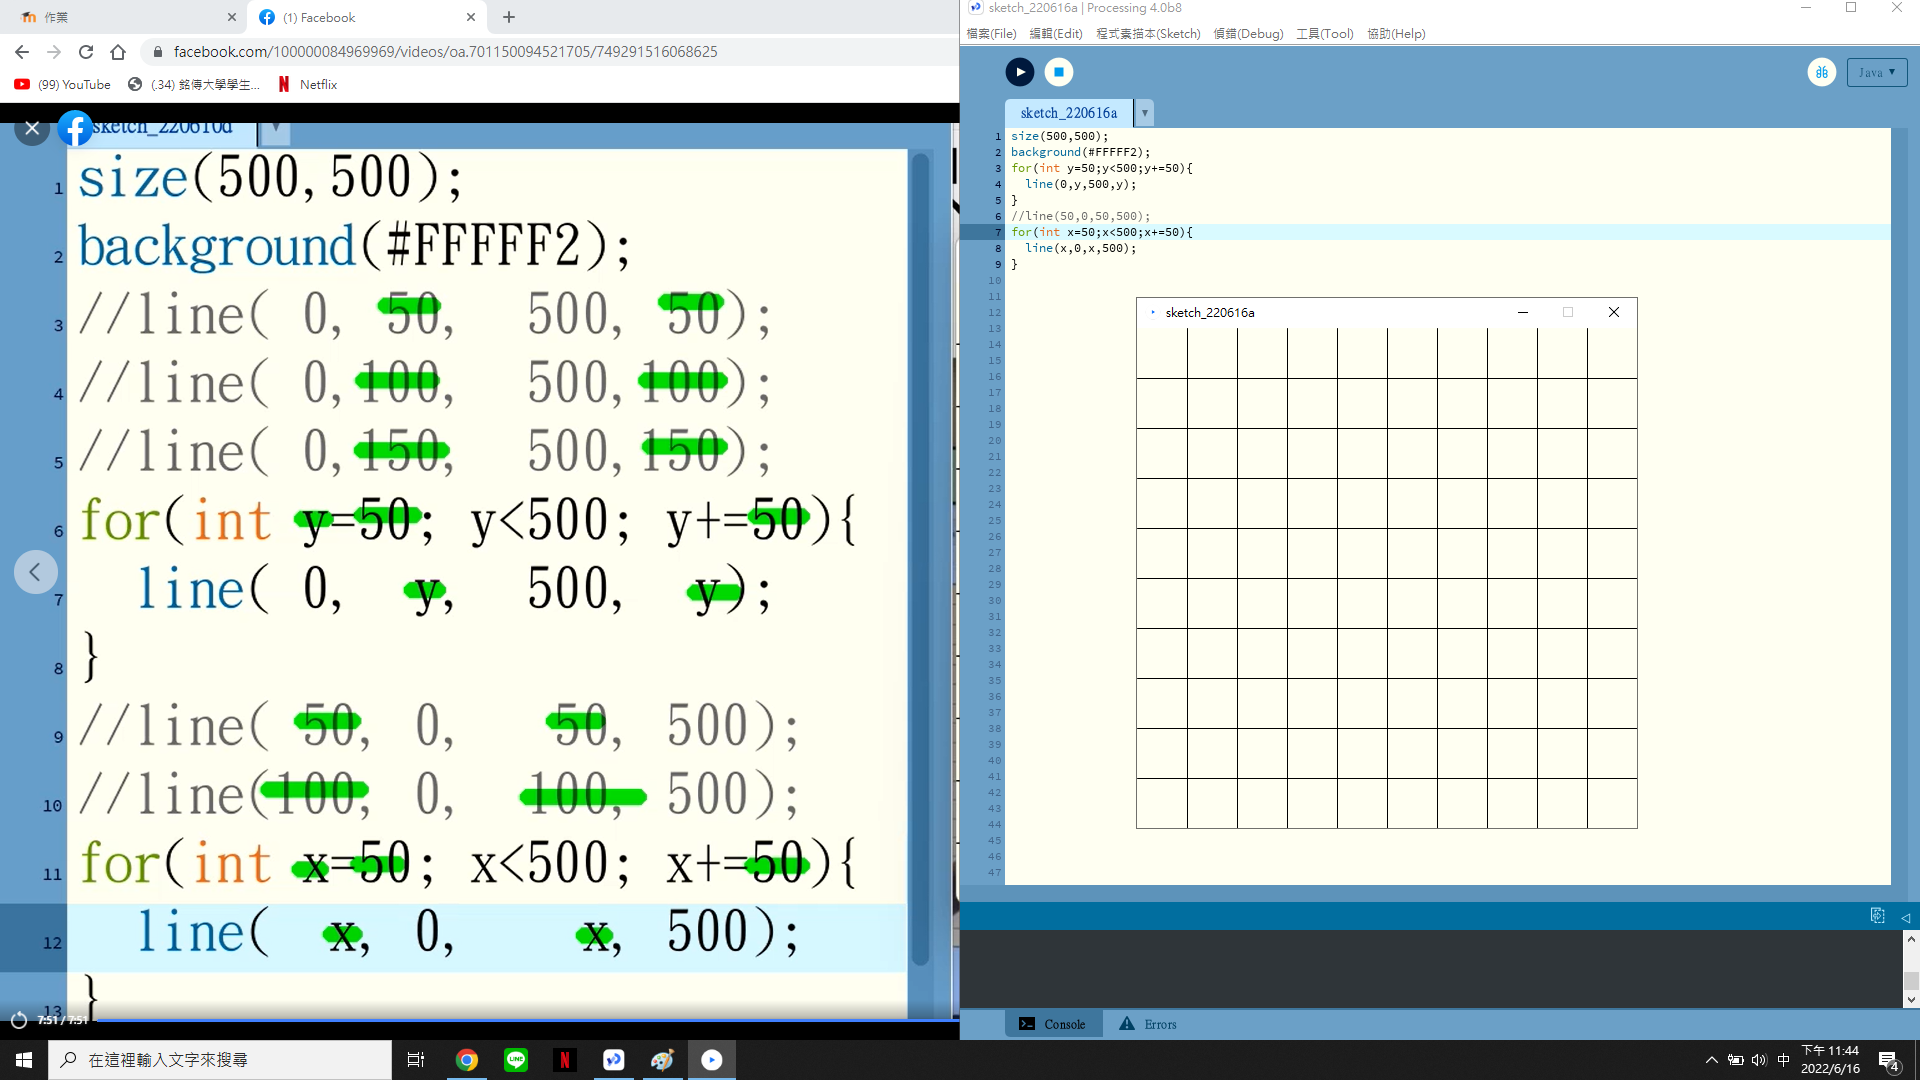 作業
(1) Facebook
facebook.com/100000084969969/videos/oa.701150094521705/749291516068625
(99) YouTube
(.34) 銘傳大學學生...
Netflix
sketch_220610d
1 size(500,500);
2 background(#FFFFF2);
3 //line( 0, 50, 500, 50);
4 //line( 0,100, 500,100);
5 //line( 0,150, 500,150);
6 for(int y=50; y<500; y+=50){
7 line( 0, y, 500, y);
8 }
9 //line( 50, 0, 50, 500);
10 //line(100, 0, 100, 500);
11 for(int x=50; x<500; x+=50){
12 line( x, 0, x, 500);
13 }
7:51 / 7:51
sketch_220616a | Processing 4.0b8
檔案(File) 編輯(Edit) 程式素描本(Sketch) 偵錯(Debug) 工具(Tool) 協助(Help)
Java ▼
sketch_220616a ▼
1 size(500,500);
2 background(#FFFFF2);
3 for(int y=50;y<500;y+=50){
4 line(0,y,500,y);
5 }
6 //line(50,0,50,500);
7 for(int x=50;x<500;x+=50){
8 line(x,0,x,500);
9 }
10
11
12
13
14
15
16
17
18
19
20
21
22
23
24
25
26
27
28
29
30
31
32
33
34
35
36
37
38
39
40
41
42
43
44
45
46
47
sketch_220616a
Console
Errors
在這裡輸入文字來搜尋
LINE
N
中
下午 11:44
2022/6/16
4